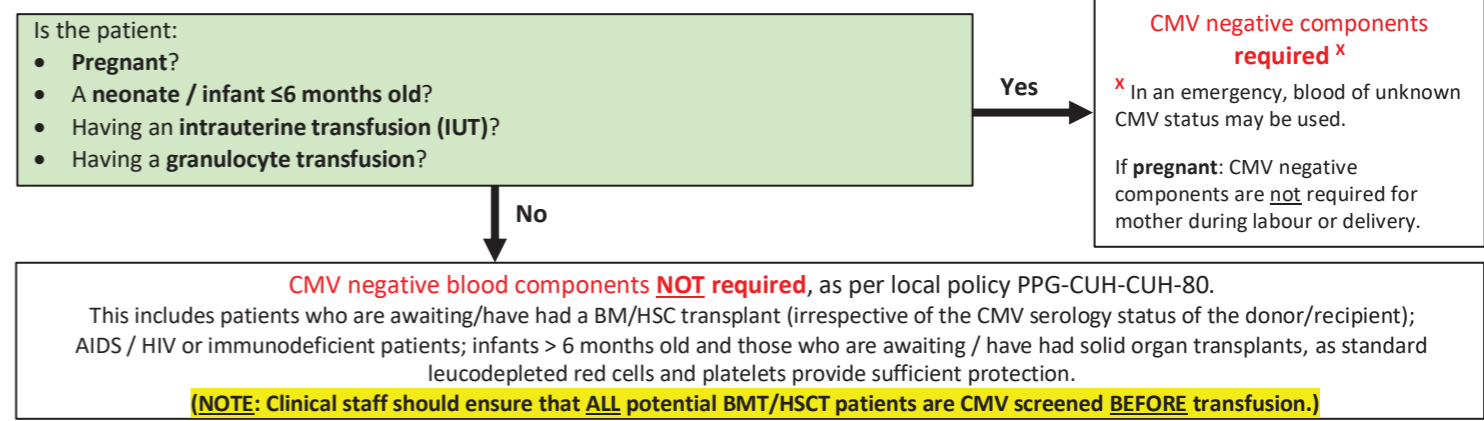 Is the patient:
• Pregnant?
• A neonate / infant ≤6 months old?
• Having an intrauterine transfusion (IUT)?
• Having a granulocyte transfusion?
Yes
CMV negative components
required X
X In an emergency, blood of unknown
CMV status may be used.
If pregnant: CMV negative
components are not required for
mother during labour or delivery.
No
CMV negative blood components NOT required, as per local policy PPG-CUH-CUH-80.
This includes patients who are awaiting/have had a BM/HSC transplant (irrespective of the CMV serology status of the donor/recipient);
AIDS / HIV or immunodeficient patients; infants > 6 months old and those who are awaiting / have had solid organ transplants, as standard
leucodepleted red cells and platelets provide sufficient protection.
(NOTE: Clinical staff should ensure that ALL potential BMT/HSCT patients are CMV screened BEFORE transfusion.)